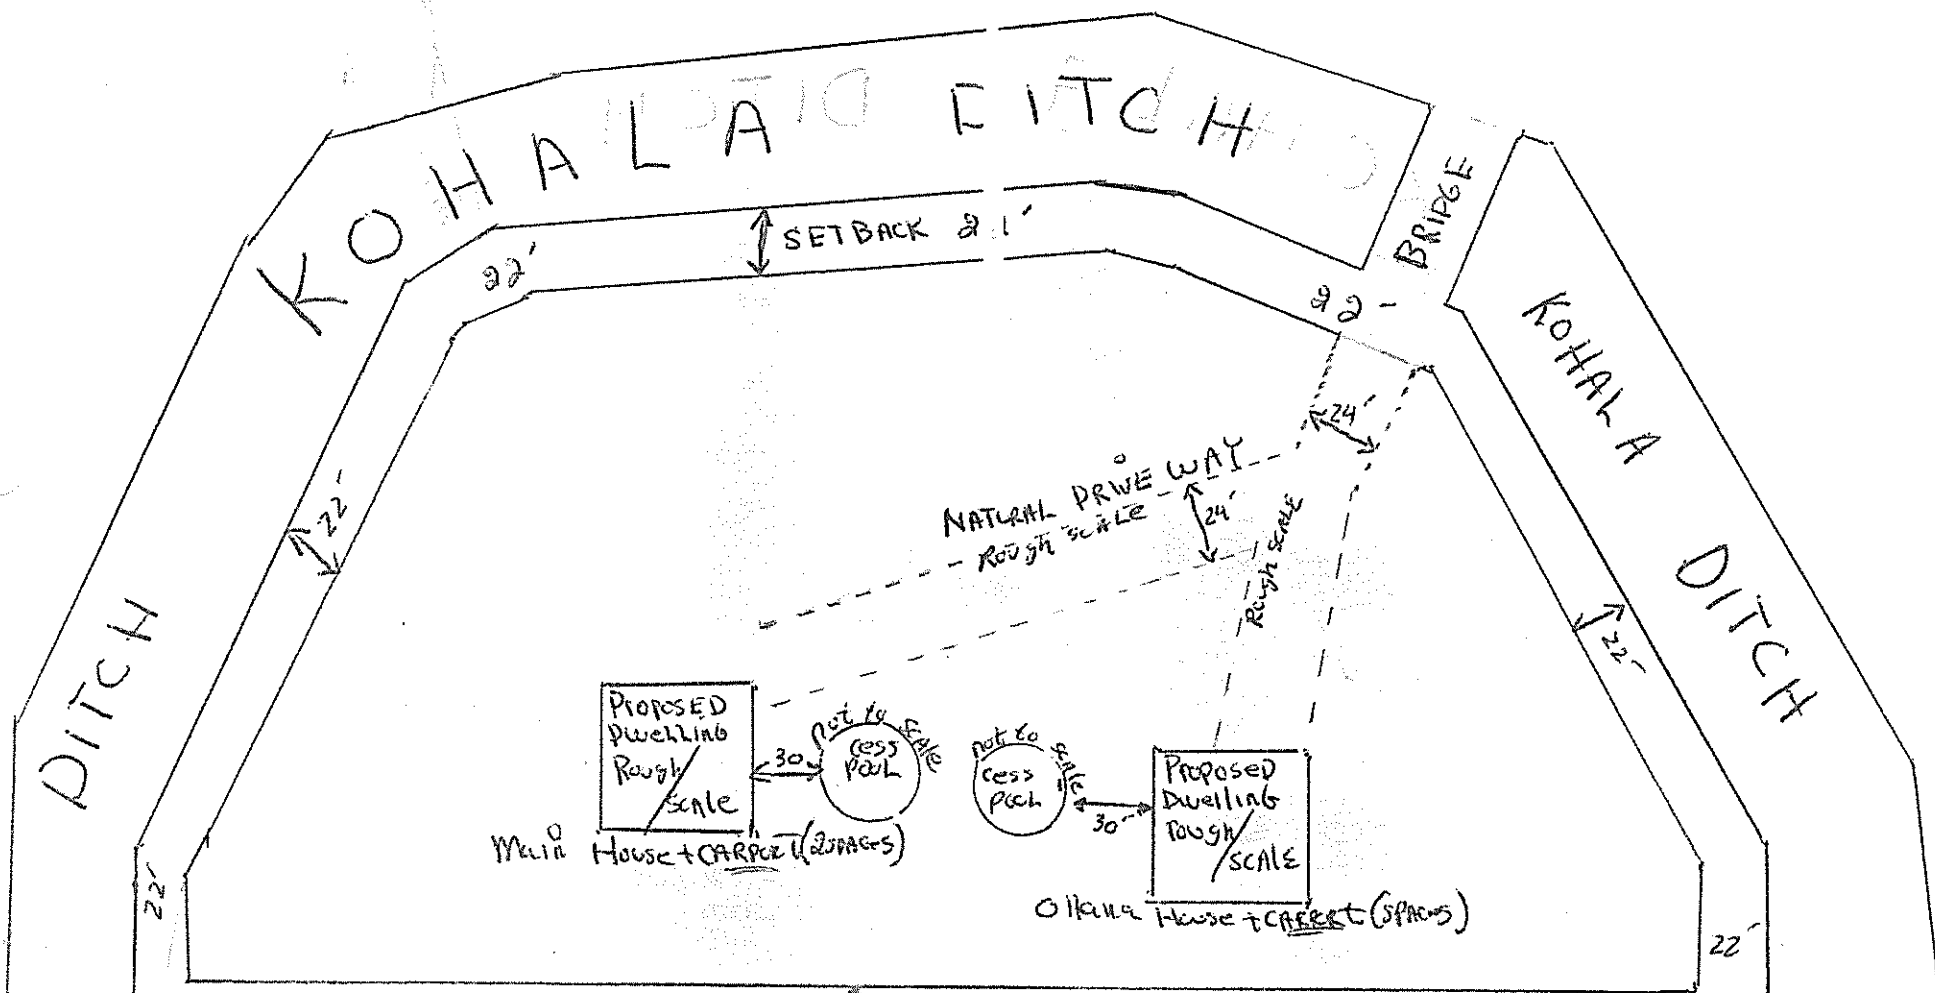 KOHALA DITCH
BRIDGE
SETBACK 21'
22'
22'
KOHALA DITCH
24'
NATURAL DRIVE WAY
Rough scale
24'
Rough scale
22'
22'
DITCH
PROPOSED
Dwelling
Rough
SCALE
30'
not to scale
cess
pool
not to scale
cess
pool
30'
Proposed
Dwelling
rough
SCALE
Main House + CARPORT (2 SPACES)
OHana House + CARPORT (SPACES)
22'
22'